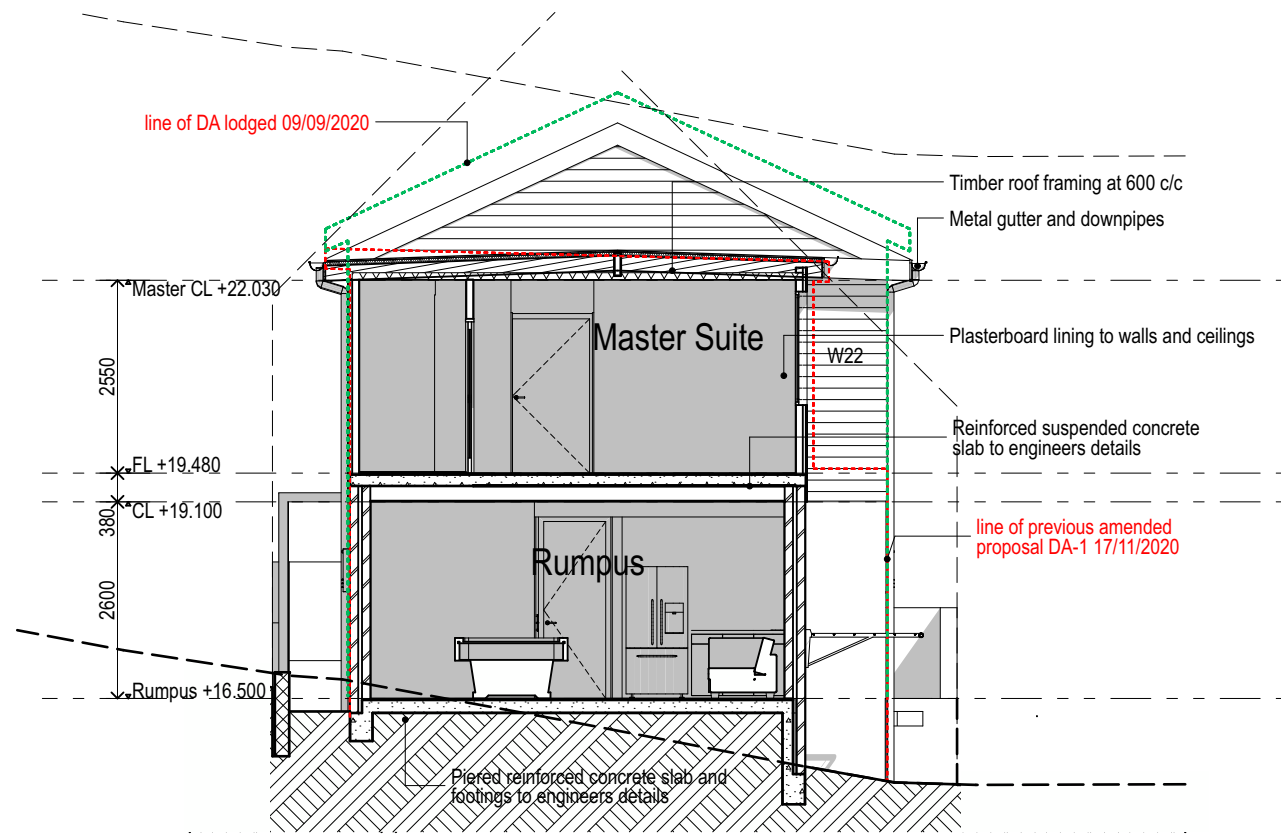 line of DA lodged 09/09/2020
Timber roof framing at 600 c/c
Metal gutter and downpipes
Master CL +22.030
Master Suite
Plasterboard lining to walls and ceilings
W22
2550
Reinforced suspended concrete
slab to engineers details
FL +19.480
CL +19.100
380
line of previous amended
proposal DA-1 17/11/2020
Rumpus
2600
Rumpus +16.500
Piered reinforced concrete slab and
footings to engineers details